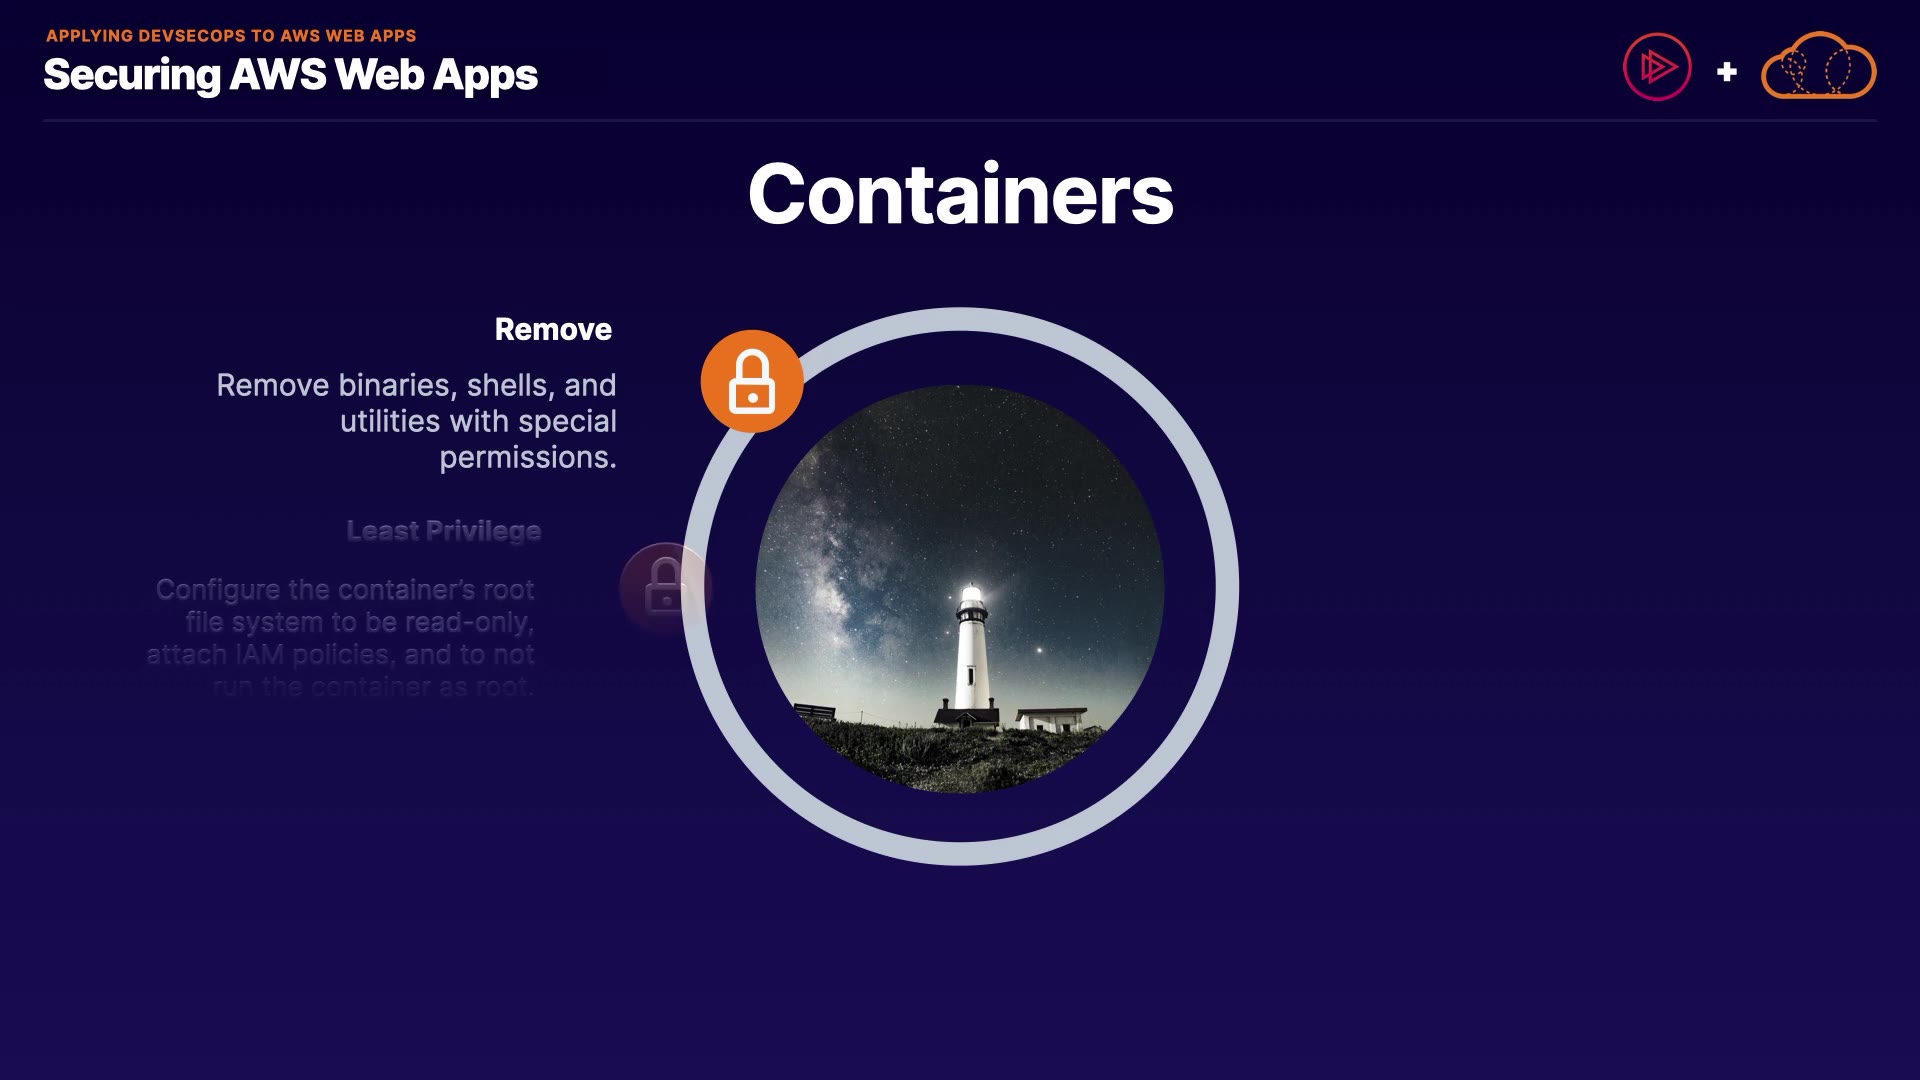 APPLYING DEVSECOPS TO AWS WEB APPS
Securing AWS Web Apps
Containers
Remove
Remove binaries, shells, and
utilities with special
permissions.
Least Privilege
Configure the container’s root
file system to be read-only,
attach IAM policies, and to not
run the container as root.